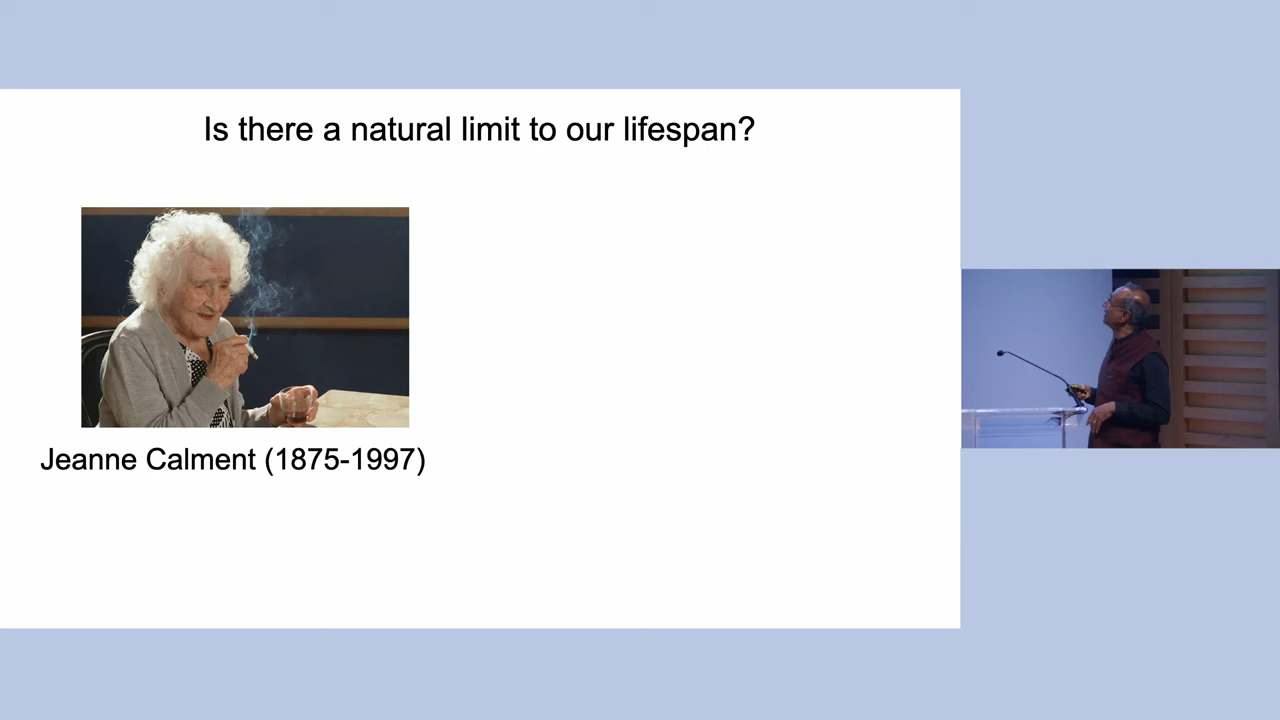 Is there a natural limit to our lifespan?
Jeanne Calment (1875-1997)